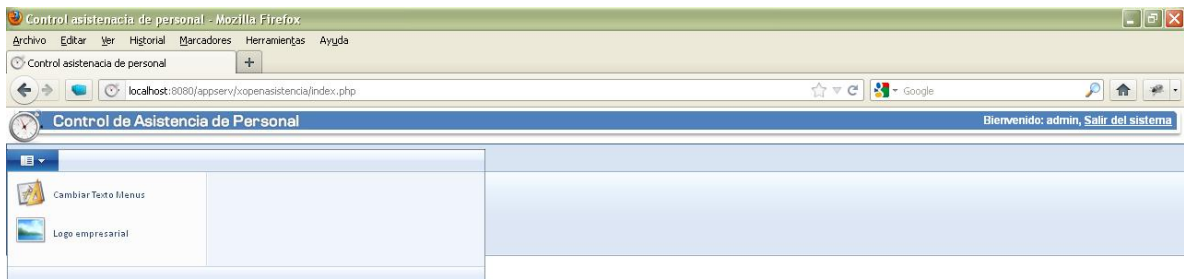 Control asistenacia de personal - Mozilla Firefox
Archivo Editar Ver Historial Marcadores Herramientas Ayuda
Control asistenacia de personal
localhost:8080/appserv/xopenasistencia/index.php
Google
Control de Asistencia de Personal
Bienvenido: admin, Salir del sistema
Cambiar Texto Menus
Logo empresarial